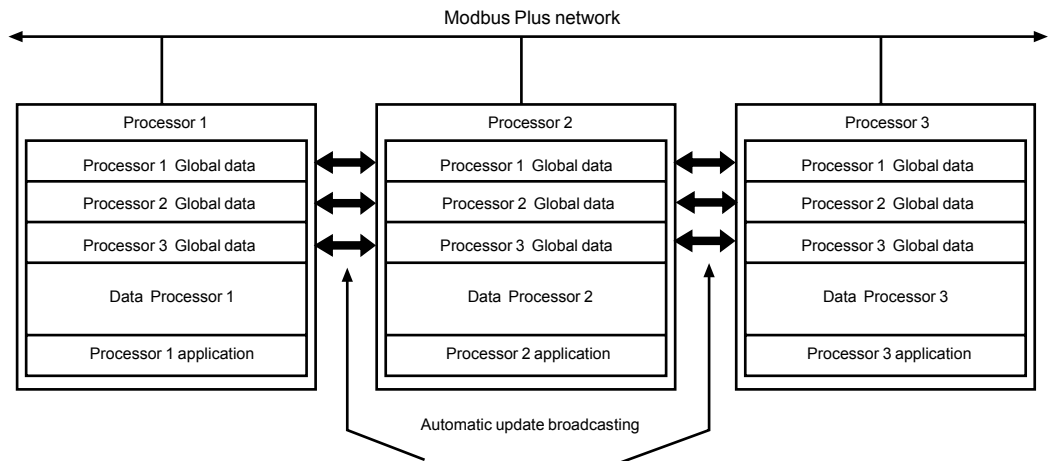 Modbus Plus network
Processor 1
Processor 1 Global data
Processor 2 Global data
Processor 3 Global data
Data Processor 1
Processor 1 application
Processor 2
Processor 1 Global data
Processor 2 Global data
Processor 3 Global data
Data Processor 2
Processor 2 application
Processor 3
Processor 1 Global data
Processor 2 Global data
Processor 3 Global data
Data Processor 3
Processor 3 application
Automatic update broadcasting